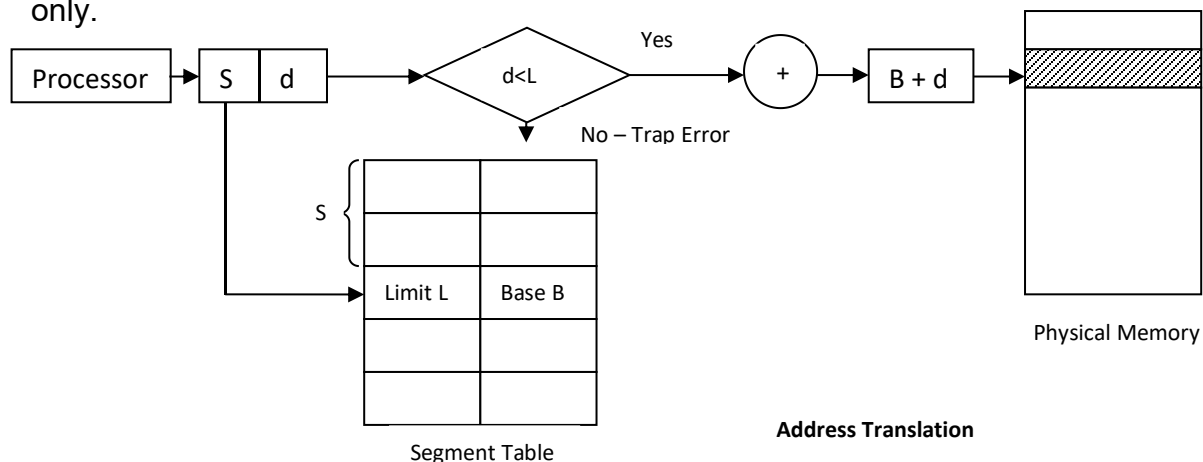 only.
Processor
S d
d<L
Yes
+
B + d
No – Trap Error
S
Limit L Base B
Physical Memory
Address Translation
Segment Table